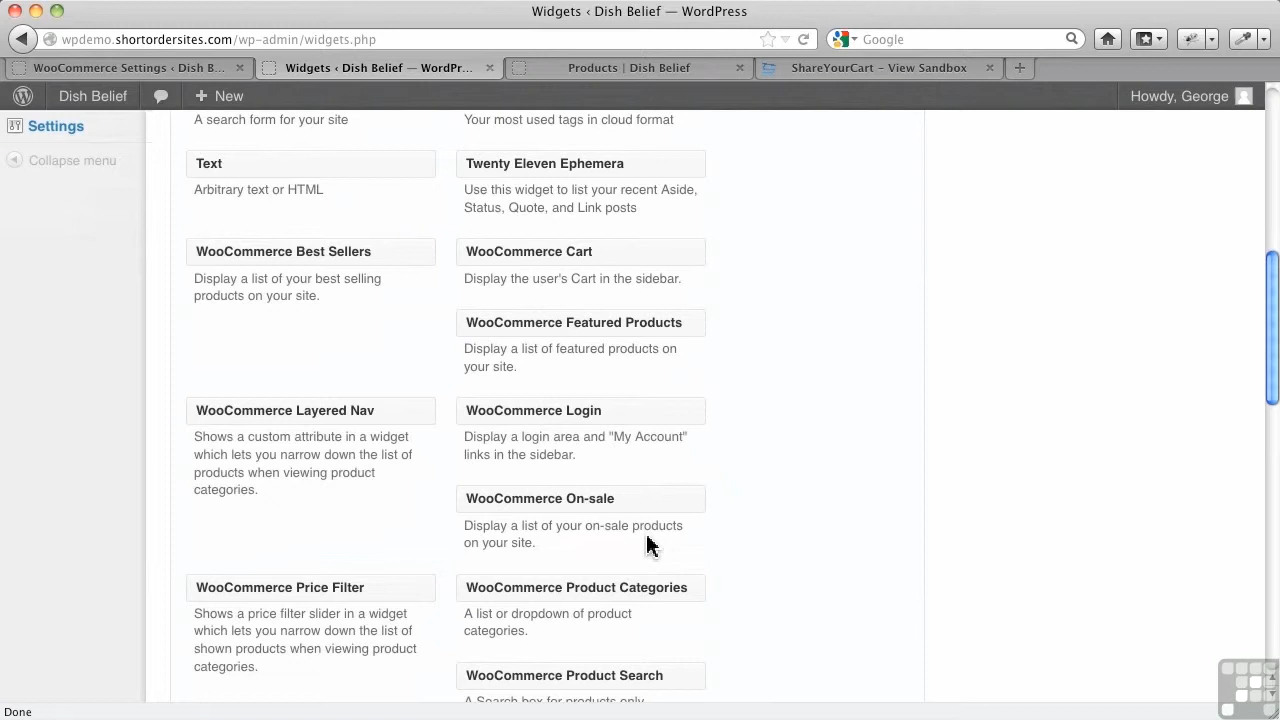 Widgets ‹ Dish Belief — WordPress
wpdemo.shortordersites.com/wp-admin/widgets.php
Google
WooCommerce Settings ‹ Dish B...
Widgets ‹ Dish Belief — WordPr...
Products | Dish Belief
ShareYourCart - View Sandbox
Dish Belief
New
Howdy, George
Settings
Collapse menu
A search form for your site
Your most used tags in cloud format
Text
Arbitrary text or HTML
Twenty Eleven Ephemera
Use this widget to list your recent Aside,
Status, Quote, and Link posts
WooCommerce Best Sellers
Display a list of your best selling
products on your site.
WooCommerce Cart
Display the user's Cart in the sidebar.
WooCommerce Featured Products
Display a list of featured products on
your site.
WooCommerce Layered Nav
Shows a custom attribute in a widget
which lets you narrow down the list of
products when viewing product
categories.
WooCommerce Login
Display a login area and "My Account"
links in the sidebar.
WooCommerce On-sale
Display a list of your on-sale products
on your site.
WooCommerce Price Filter
Shows a price filter slider in a widget
which lets you narrow down the list of
shown products when viewing product
categories.
WooCommerce Product Categories
A list or dropdown of product
categories.
WooCommerce Product Search
A Search box for products only
Done